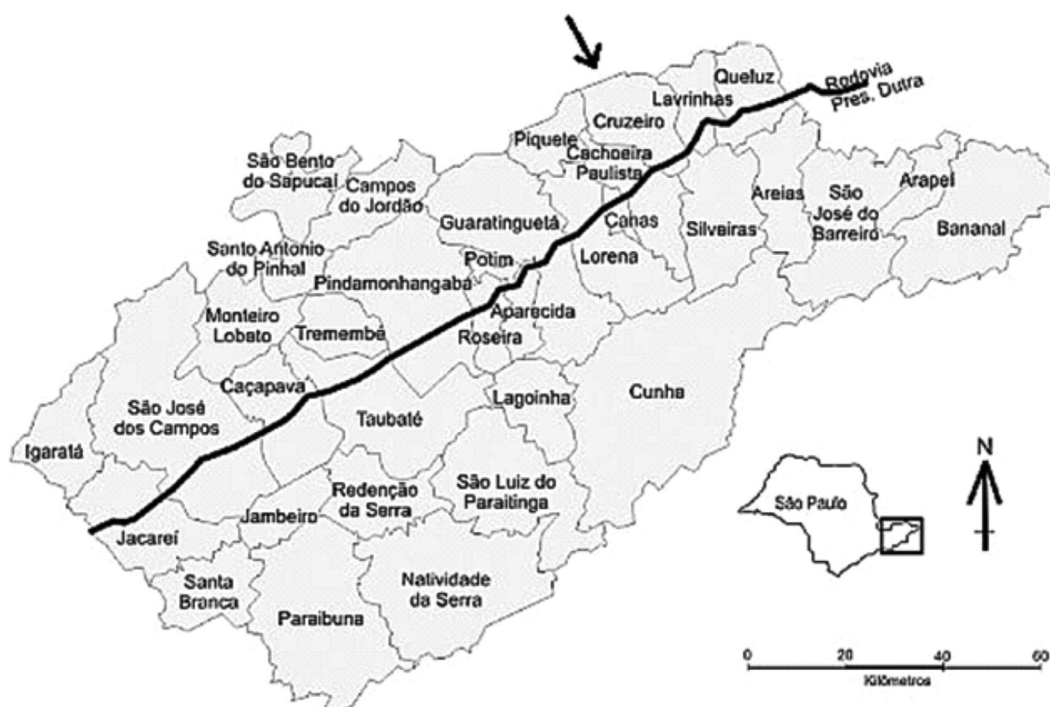 Queluz
Rodovia
Pres. Dutra
Lavrinhas
Cruzeiro
Piquete
Cachoeira
Paulista
São Bento
do Sapucaí
Campos
do Jordão
Arapeí
Areias
São
José do
Barreiro
Bananal
Guaratinguetá
Canas
Silveiras
Santo Antonio
do Pinhal
Potim
Lorena
Pindamonhangaba
Monteiro
Lobato
Tremembé
Aparecida
Roseira
Caçapava
Lagoinha
Cunha
São José
dos Campos
Taubaté
Igaratá
N
Redenção
da Serra
São Luiz do
Paraitinga
São Paulo
Jambeiro
Jacareí
Santa
Branca
Natividade
da Serra
Paraibuna
0 20 40 60
Kilômetros